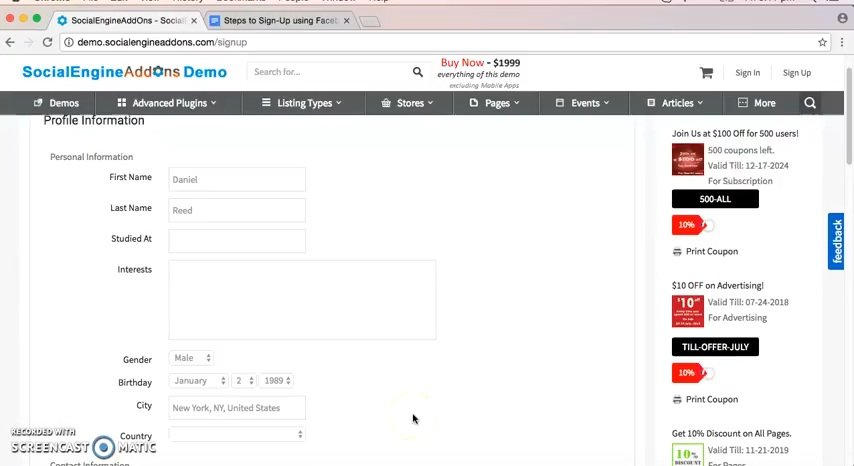 SocialEngineAddOns - Social
Steps to Sign-Up using Faceb
demo.socialengineaddons.com/signup
SocialEngineAddOns Demo
Search for...
Buy Now - $1999
everything of this demo
excluding Mobile Apps
Sign In
Sign Up
Demos
Advanced Plugins
Listing Types
Stores
Pages
Events
Articles
More
Profile Information
Personal Information
First Name
Daniel
Last Name
Reed
Studied At
Interests
Gender
Male
Birthday
January
2
1989
City
New York, NY, United States
Country
Contact Information
Join Us at $100 Off for 500 users!
500 coupons left.
Valid Till: 12-17-2024
For Subscription
500-ALL
10%
Print Coupon
$10 OFF on Advertising!
Valid Till: 07-24-2018
For Advertising
TILL-OFFER-JULY
10%
Print Coupon
Get 10% Discount on All Pages.
10%
DISCOUNT
Valid Till: 11-21-2019
For Pages
feedback
RECORDED WITH
SCREENCAST MATIC